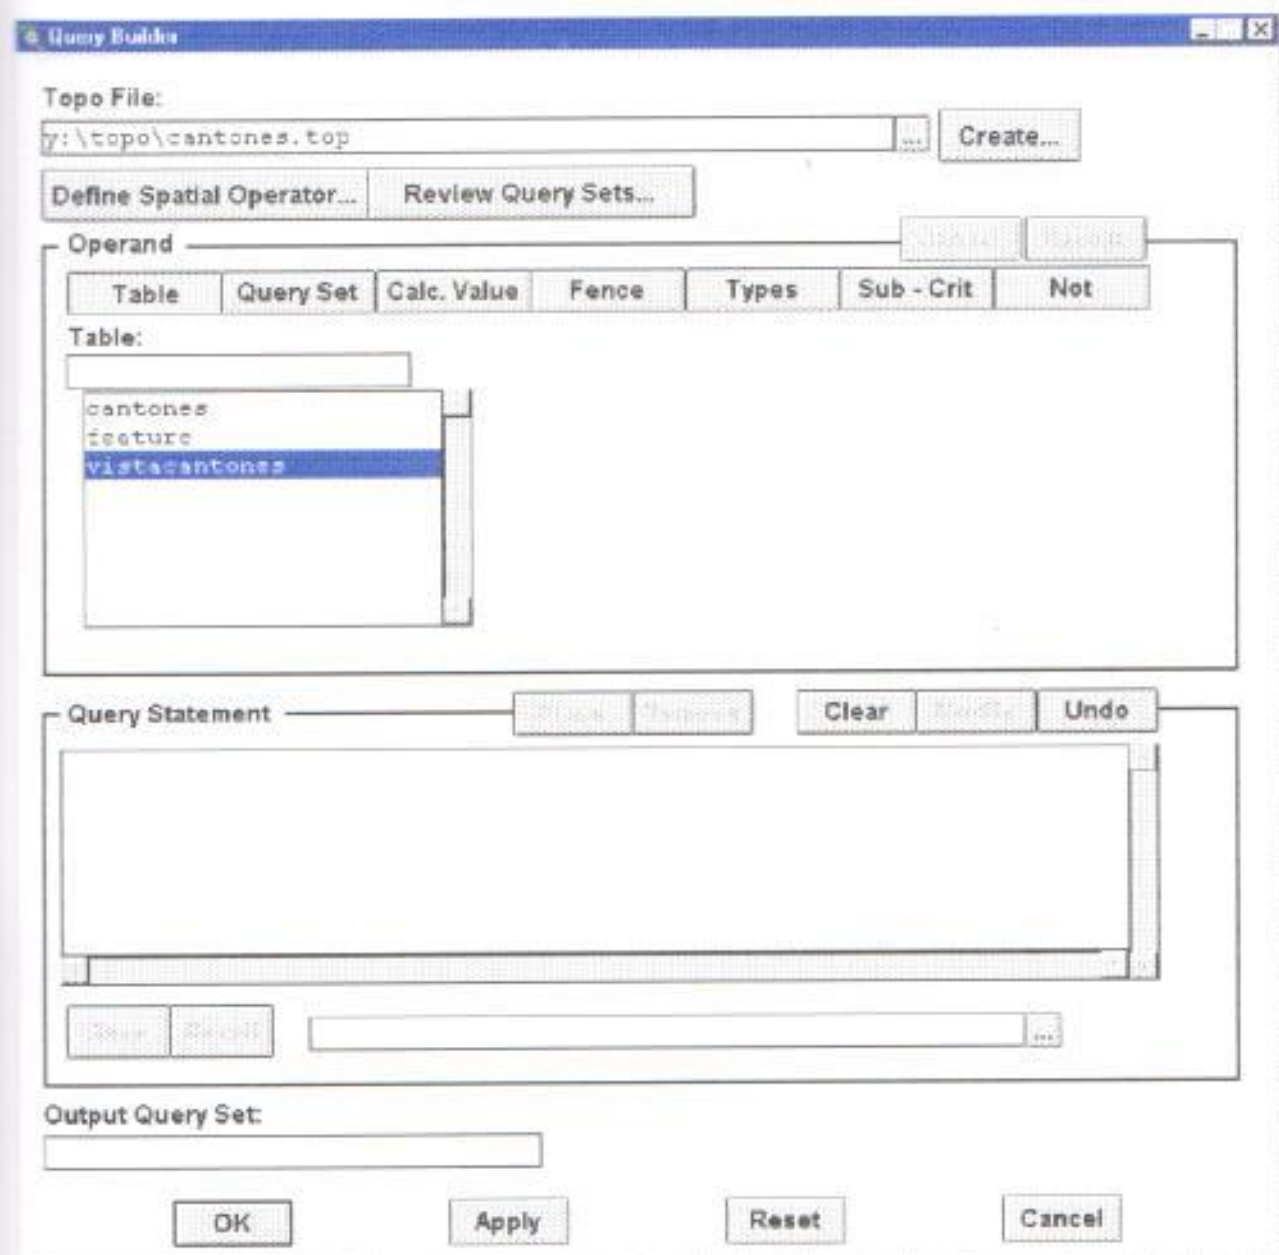 Query Builder
Topo File:
y:\topo\cantones.top ... Create...
Define Spatial Operator... Review Query Sets...
Operand
Table Query Set Calc. Value Fence Types Sub - Crit Not
Table:
cantones
feature
vistacantones
Query Statement Clear Undo
...
Output Query Set:
OK Apply Reset Cancel